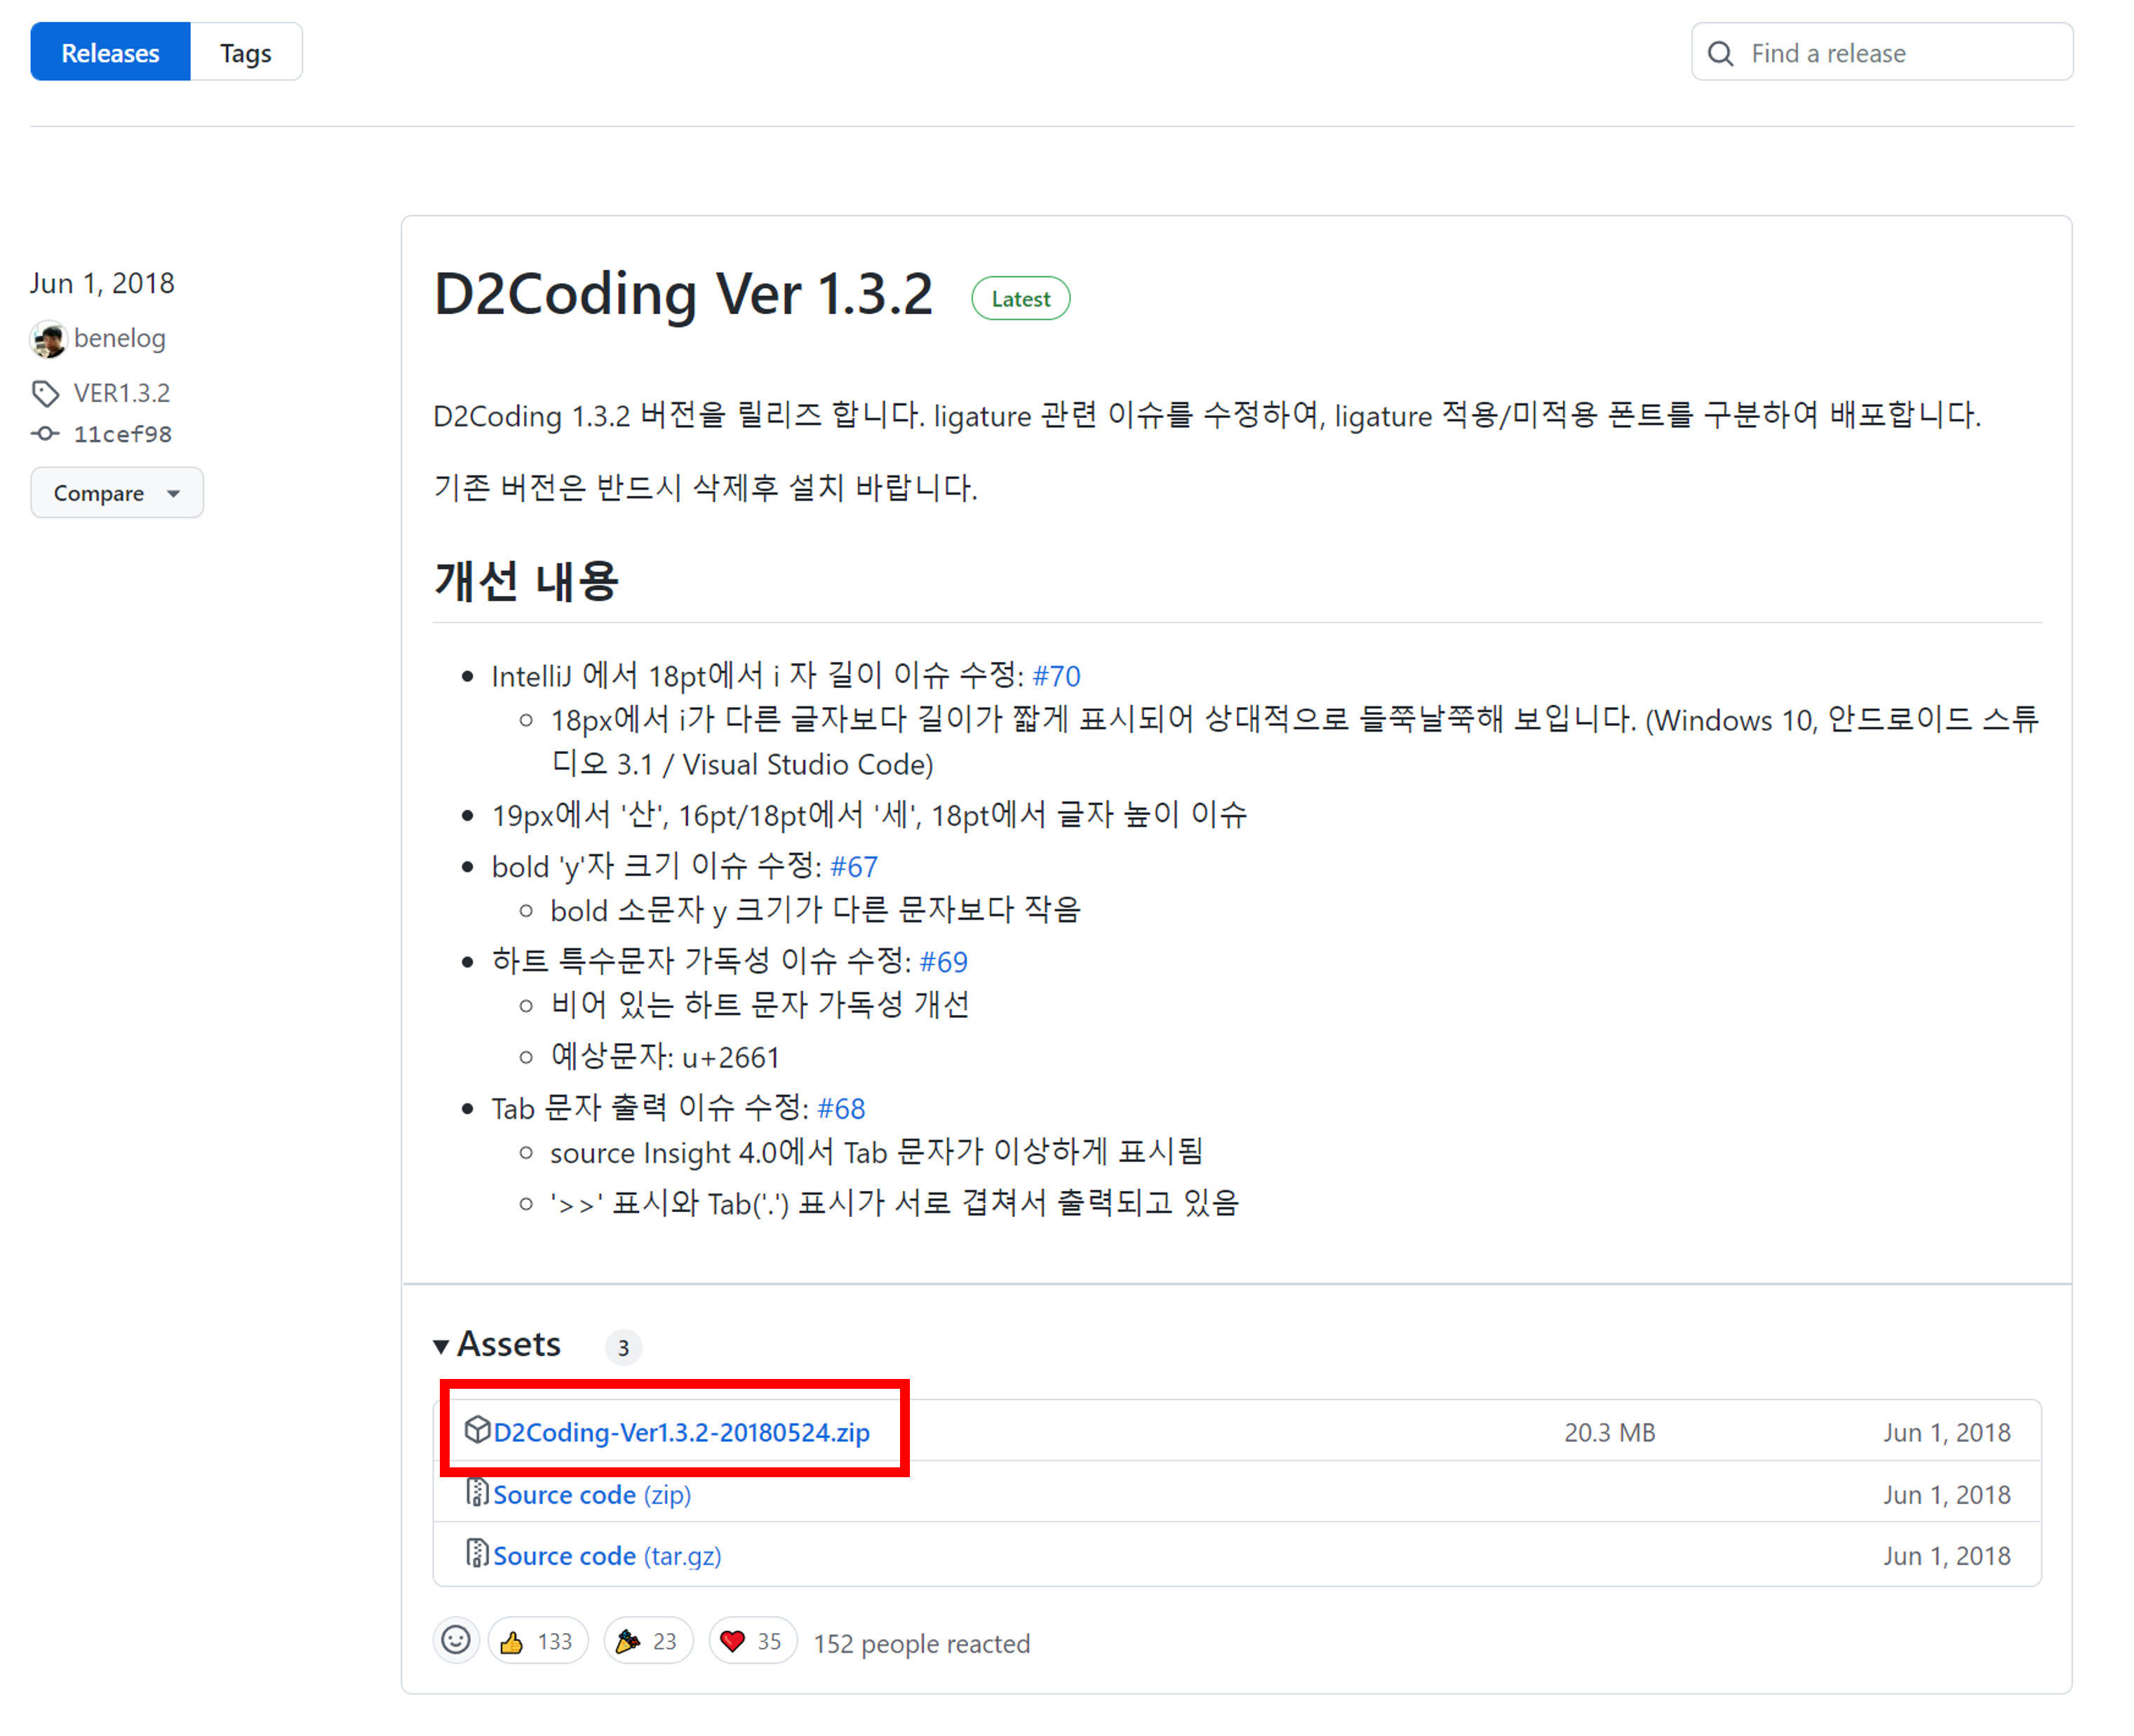 Releases
Tags
Find a release
Jun 1, 2018
benelog
VER1.3.2
11cef98
Compare
D2Coding Ver 1.3.2
Latest
D2Coding 1.3.2 버전을 릴리즈 합니다. ligature 관련 이슈를 수정하여, ligature 적용/미적용 폰트를 구분하여 배포합니다.
기존 버전은 반드시 삭제후 설치 바랍니다.
개선 내용
IntelliJ 에서 18pt에서 i 자 길이 이슈 수정: #70
18px에서 i가 다른 글자보다 길이가 짧게 표시되어 상대적으로 들쭉날쭉해 보입니다. (Windows 10, 안드로이드 스튜
디오 3.1 / Visual Studio Code)
19px에서 '산', 16pt/18pt에서 '세', 18pt에서 글자 높이 이슈
bold 'y'자 크기 이슈 수정: #67
bold 소문자 y 크기가 다른 문자보다 작음
하트 특수문자 가독성 이슈 수정: #69
비어 있는 하트 문자 가독성 개선
예상문자: u+2661
Tab 문자 출력 이슈 수정: #68
source Insight 4.0에서 Tab 문자가 이상하게 표시됨
'>>' 표시와 Tab('.') 표시가 서로 겹쳐서 출력되고 있음
Assets 3
D2Coding-Ver1.3.2-20180524.zip 20.3 MB Jun 1, 2018
Source code (zip) Jun 1, 2018
Source code (tar.gz) Jun 1, 2018
133 23 35 152 people reacted